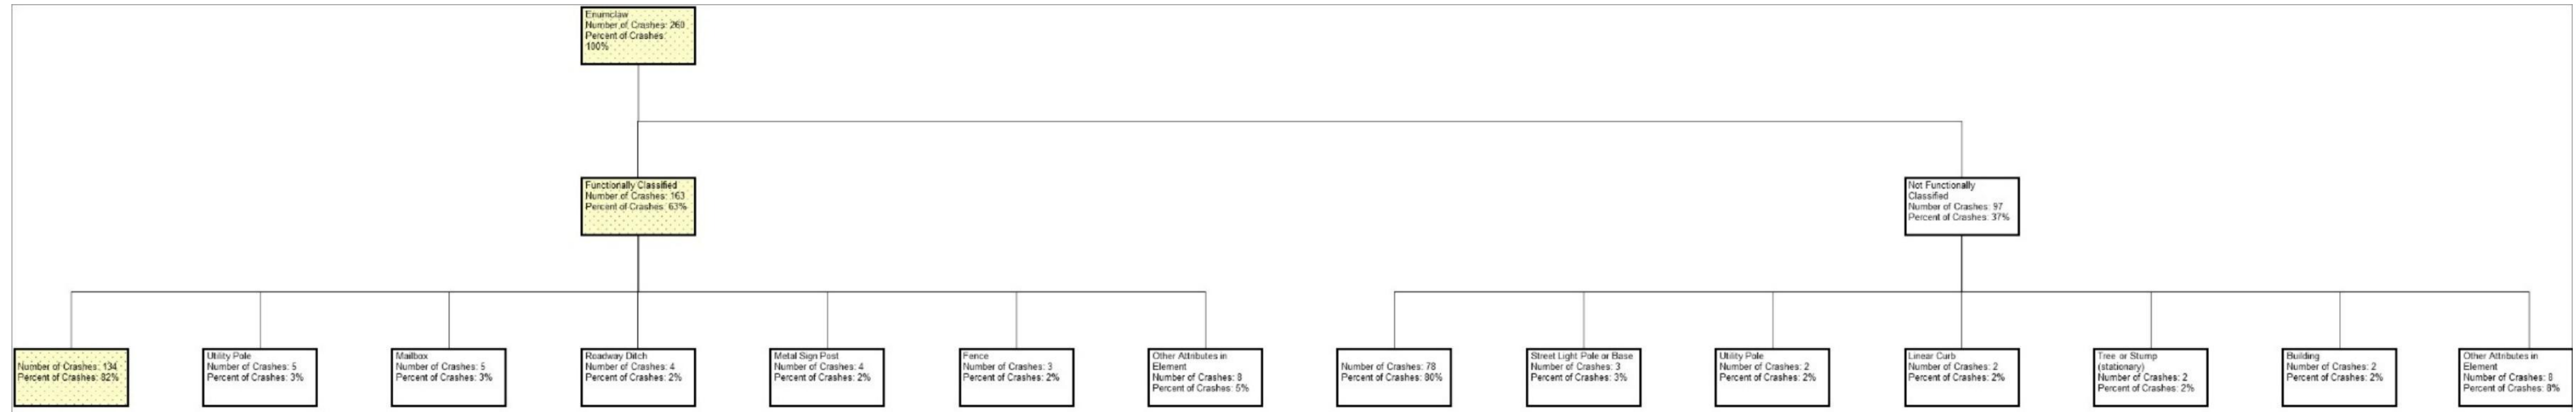 Enumclaw
Number of Crashes: 260
Percent of Crashes:
100%
Functionally Classified
Number of Crashes: 163
Percent of Crashes: 63%
Not Functionally
Classified
Number of Crashes: 97
Percent of Crashes: 37%
Number of Crashes: 134
Percent of Crashes: 82%
Utility Pole
Number of Crashes: 5
Percent of Crashes: 3%
Mailbox
Number of Crashes: 5
Percent of Crashes: 3%
Roadway Ditch
Number of Crashes: 4
Percent of Crashes: 2%
Metal Sign Post
Number of Crashes: 4
Percent of Crashes: 2%
Fence
Number of Crashes: 3
Percent of Crashes: 2%
Other Attributes in
Element
Number of Crashes: 8
Percent of Crashes: 5%
Number of Crashes: 78
Percent of Crashes: 80%
Street Light Pole or Base
Number of Crashes: 3
Percent of Crashes: 3%
Utility Pole
Number of Crashes: 2
Percent of Crashes: 2%
Linear Curb
Number of Crashes: 2
Percent of Crashes: 2%
Tree or Stump
(stationary)
Number of Crashes: 2
Percent of Crashes: 2%
Building
Number of Crashes: 2
Percent of Crashes: 2%
Other Attributes in
Element
Number of Crashes: 8
Percent of Crashes: 8%